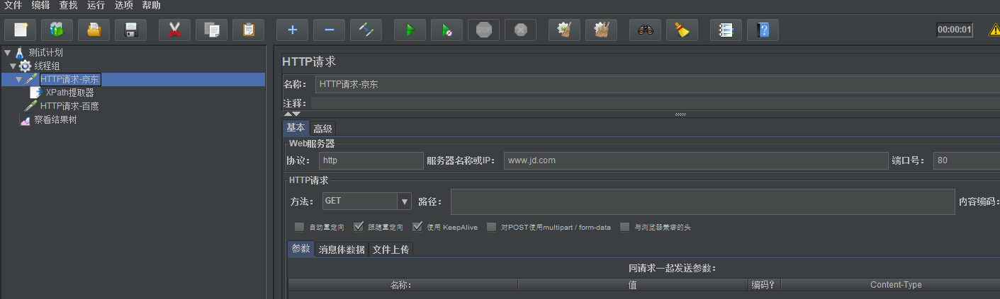 文件 编辑 查找 运行 选项 帮助
STOP
00:00:01
测试计划
线程组
HTTP请求-京东
XPath提取器
HTTP请求-百度
察看结果树
HTTP请求
名称： HTTP请求-京东
注释：
基本 高级
Web服务器
协议： http 服务器名称或IP： www.jd.com 端口号： 80
HTTP请求
方法： GET 路径： 内容编码：
自动重定向 跟随重定向 使用 KeepAlive 对POST使用multipart / form-data 与浏览器兼容的头
参数 消息体数据 文件上传
同请求一起发送参数：
名称： 值 编码? Content-Type